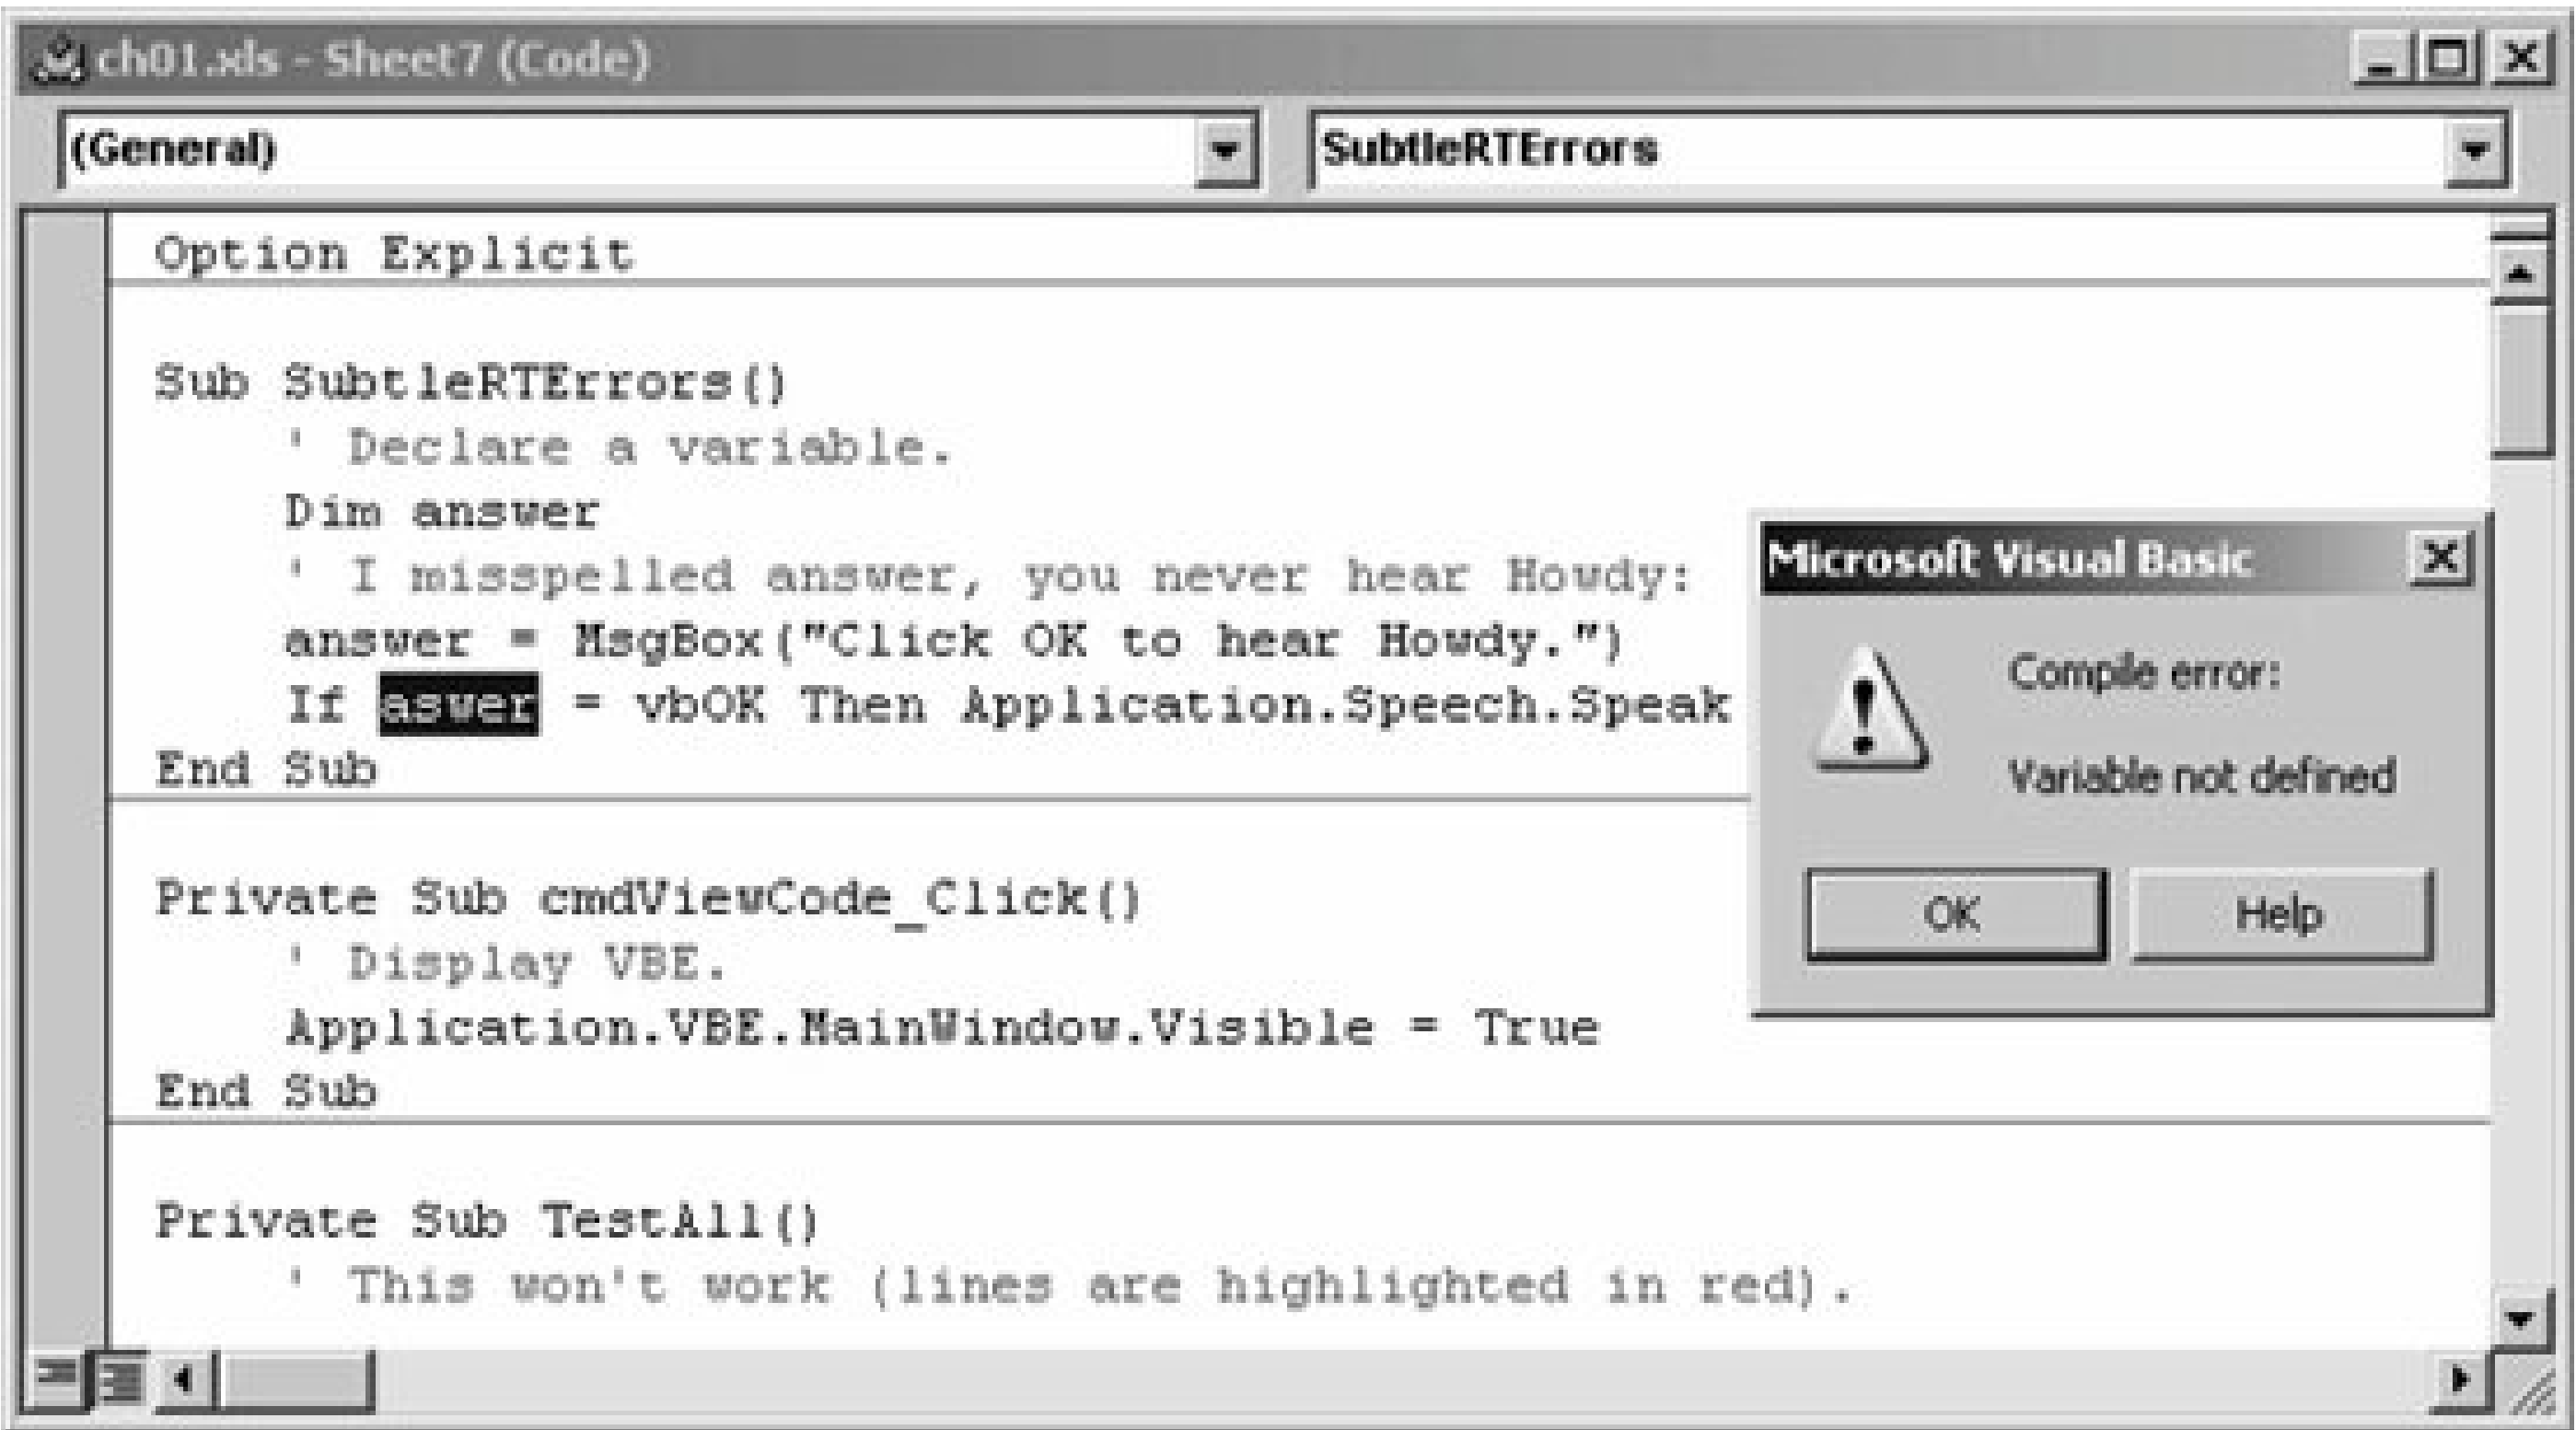 ch01.xls - Sheet7 (Code)
(General) SubtleRTErrors
Option Explicit
Sub SubtleRTErrors()
' Declare a variable.
Dim answer
' I misspelled answer, you never hear Howdy:
answer = MsgBox("Click OK to hear Howdy.")
If aswer = vbOK Then Application.Speech.Speak
End Sub
Private Sub cmdViewCode_Click()
' Display VBE.
Application.VBE.MainWindow.Visible = True
End Sub
Private Sub TestAll()
' This won't work (lines are highlighted in red).
Microsoft Visual Basic
Compile error:
Variable not defined
OK Help